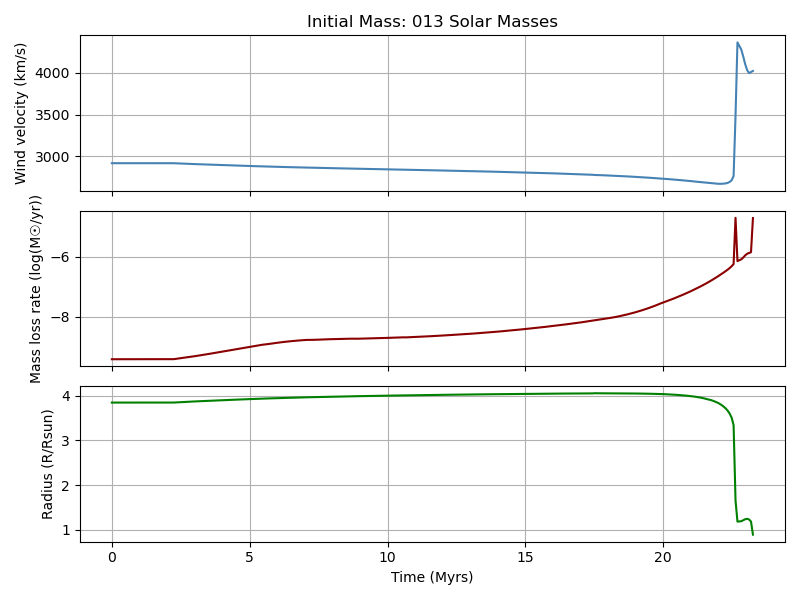 Initial Mass: 013 Solar Masses
Wind velocity (km/s)
4000
3500
3000
Mass loss rate (log(M☉/yr))
−6
−8
Radius (R/Rsun)
4
3
2
1
0 5 10 15 20
Time (Myrs)